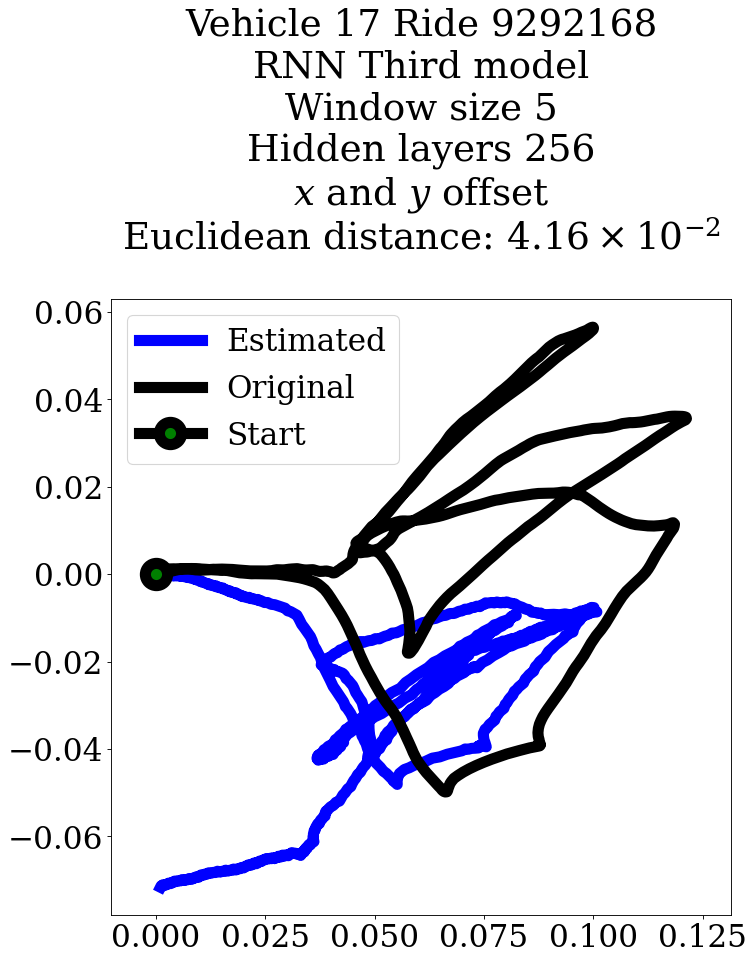 Vehicle 17 Ride 9292168
RNN Third model
Window size 5
Hidden layers 256
x and y offset
Euclidean distance: 4.16 × 10⁻²
Estimated
Original
Start
0.06
0.04
0.02
0.00
−0.02
−0.04
−0.06
0.000 0.025 0.050 0.075 0.100 0.125